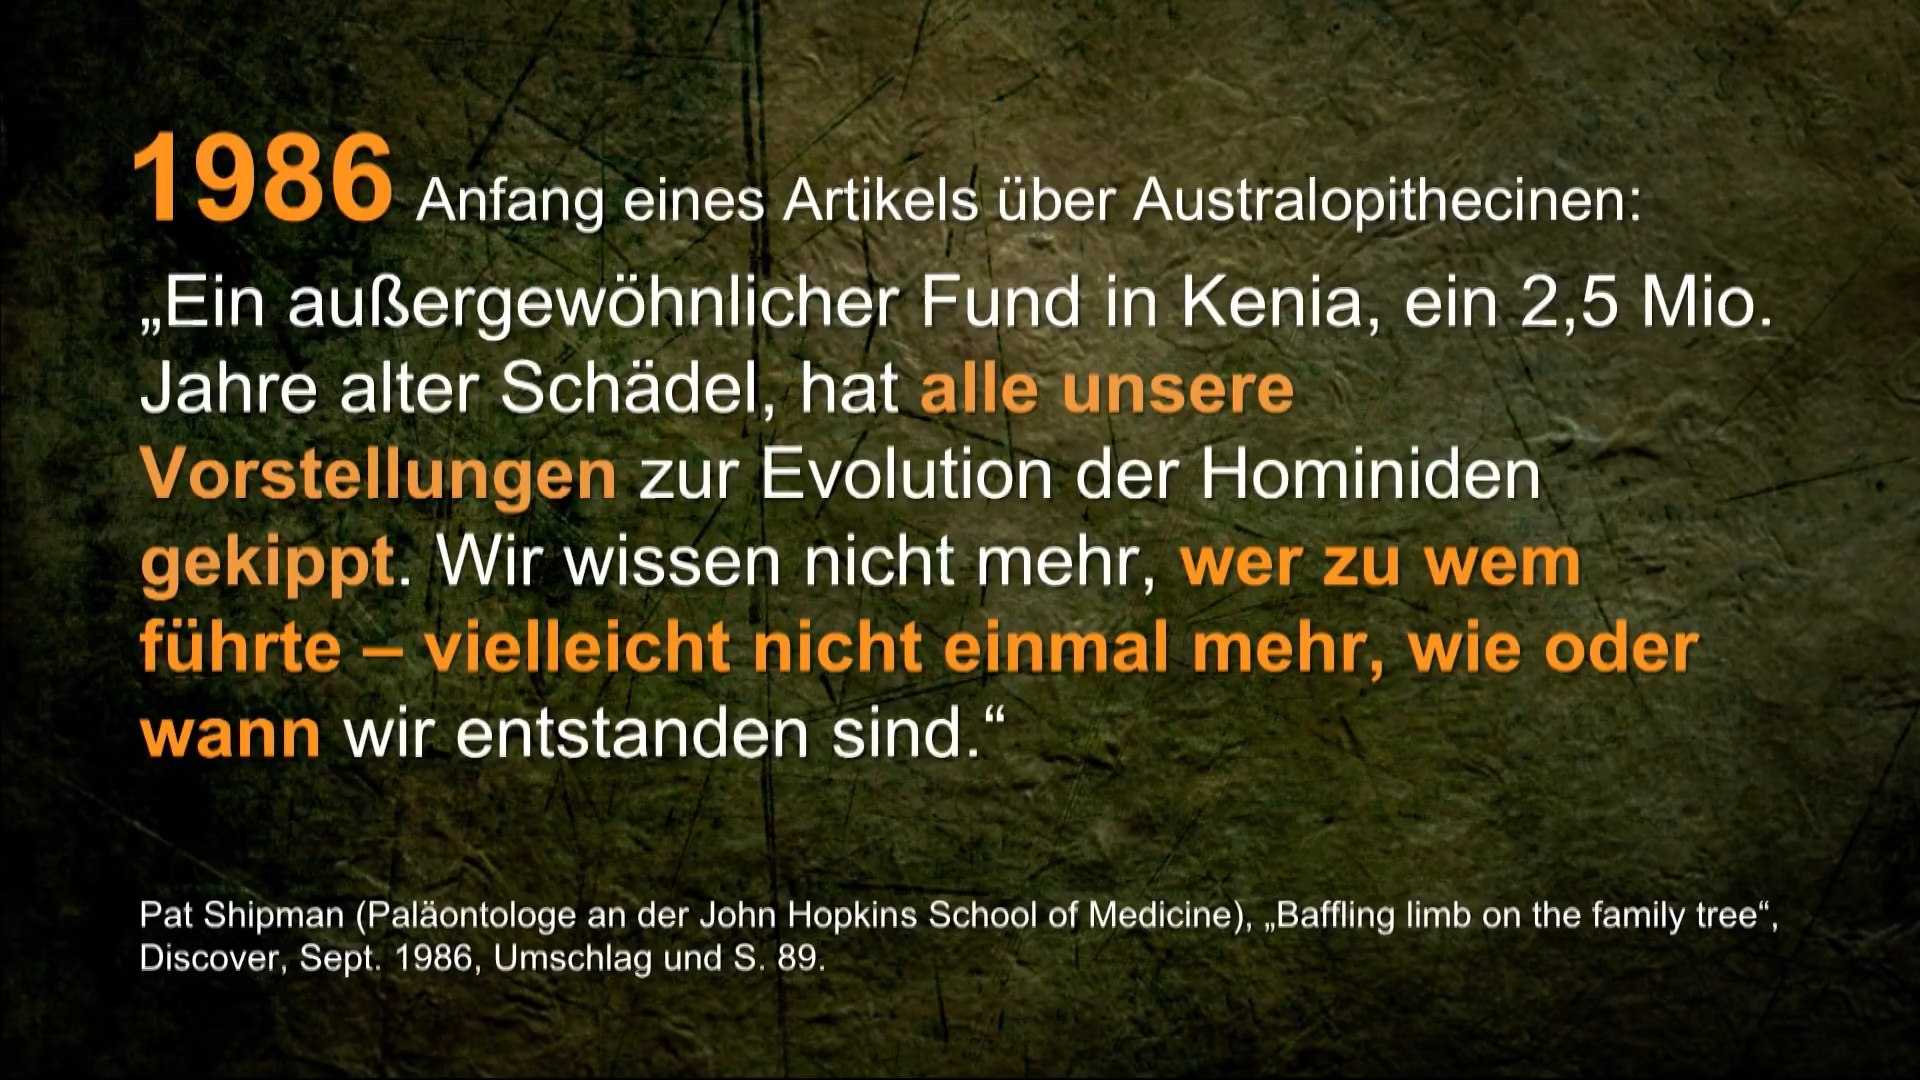 1986 Anfang eines Artikels über Australopithecinen:
„Ein außergewöhnlicher Fund in Kenia, ein 2,5 Mio.
Jahre alter Schädel, hat alle unsere
Vorstellungen zur Evolution der Hominiden
gekippt. Wir wissen nicht mehr, wer zu wem
führte – vielleicht nicht einmal mehr, wie oder
wann wir entstanden sind.“
Pat Shipman (Paläontologe an der John Hopkins School of Medicine), „Baffling limb on the family tree“,
Discover, Sept. 1986, Umschlag und S. 89.